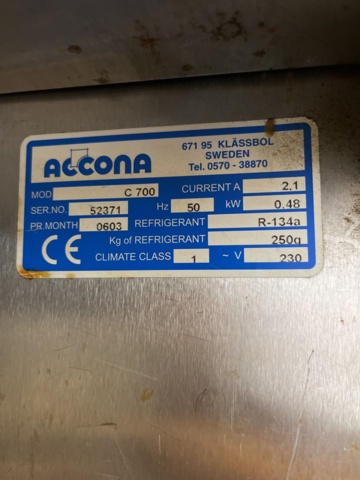 ACCONA
671 95 KLÄSSBOL
SWEDEN
Tel. 0570 - 38870
MOD C 700 CURRENT A 2,1
SER.NO. 52371 Hz 50 kW 0,48
PR.MONTH 0603 REFRIGERANT R-134a
Kg of REFRIGERANT 250g
CE CLIMATE CLASS 1 ~ V 230